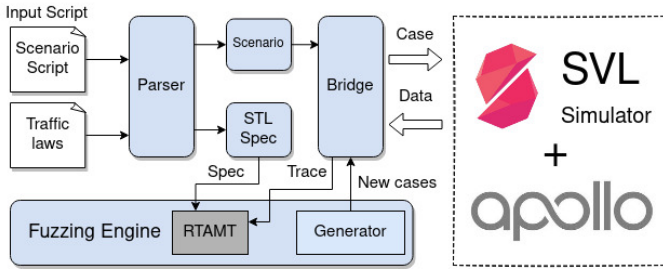 Input Script
Scenario
Script
Traffic
laws
Parser
Scenario
STL
Spec
Bridge
Case
Data
SVL
Simulator
+
apollo
Spec
Trace
New cases
Fuzzing Engine
RTAMT
Generator